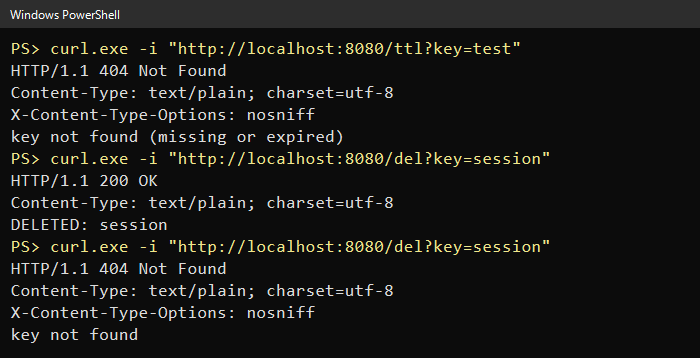 Windows PowerShell
PS> curl.exe -i "http://localhost:8080/ttl?key=test"
HTTP/1.1 404 Not Found
Content-Type: text/plain; charset=utf-8
X-Content-Type-Options: nosniff
key not found (missing or expired)
PS> curl.exe -i "http://localhost:8080/del?key=session"
HTTP/1.1 200 OK
Content-Type: text/plain; charset=utf-8
DELETED: session
PS> curl.exe -i "http://localhost:8080/del?key=session"
HTTP/1.1 404 Not Found
Content-Type: text/plain; charset=utf-8
X-Content-Type-Options: nosniff
key not found